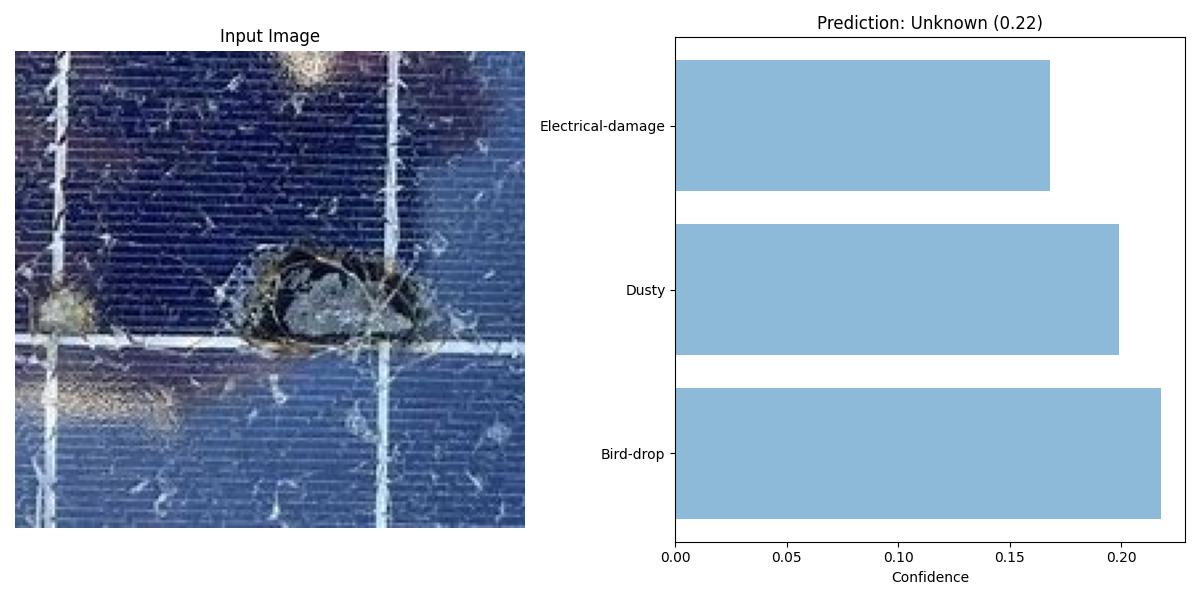 Input Image
Prediction: Unknown (0.22)
Electrical-damage
Dusty
Bird-drop
0.00 0.05 0.10 0.15 0.20
Confidence